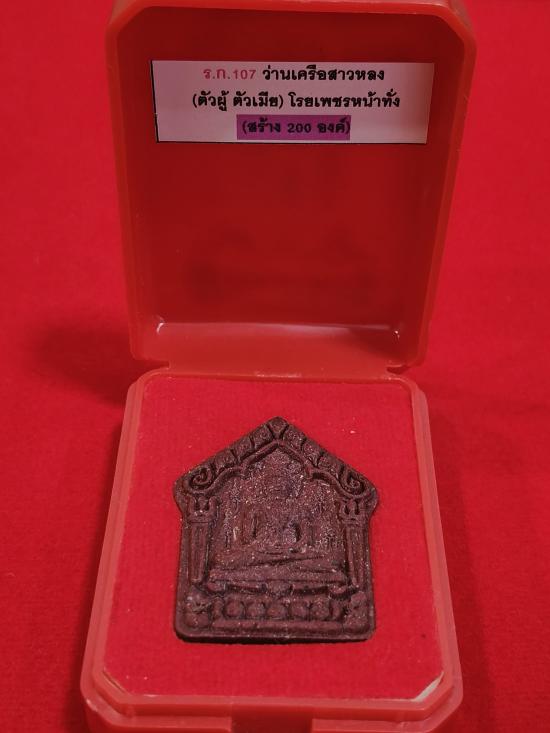 ร.ก.107 ว่านเครือสาวหลง
(ตัวผู้ ตัวเมีย) โรยเพชรหน้าทั่ง
(สร้าง 200 องค์)